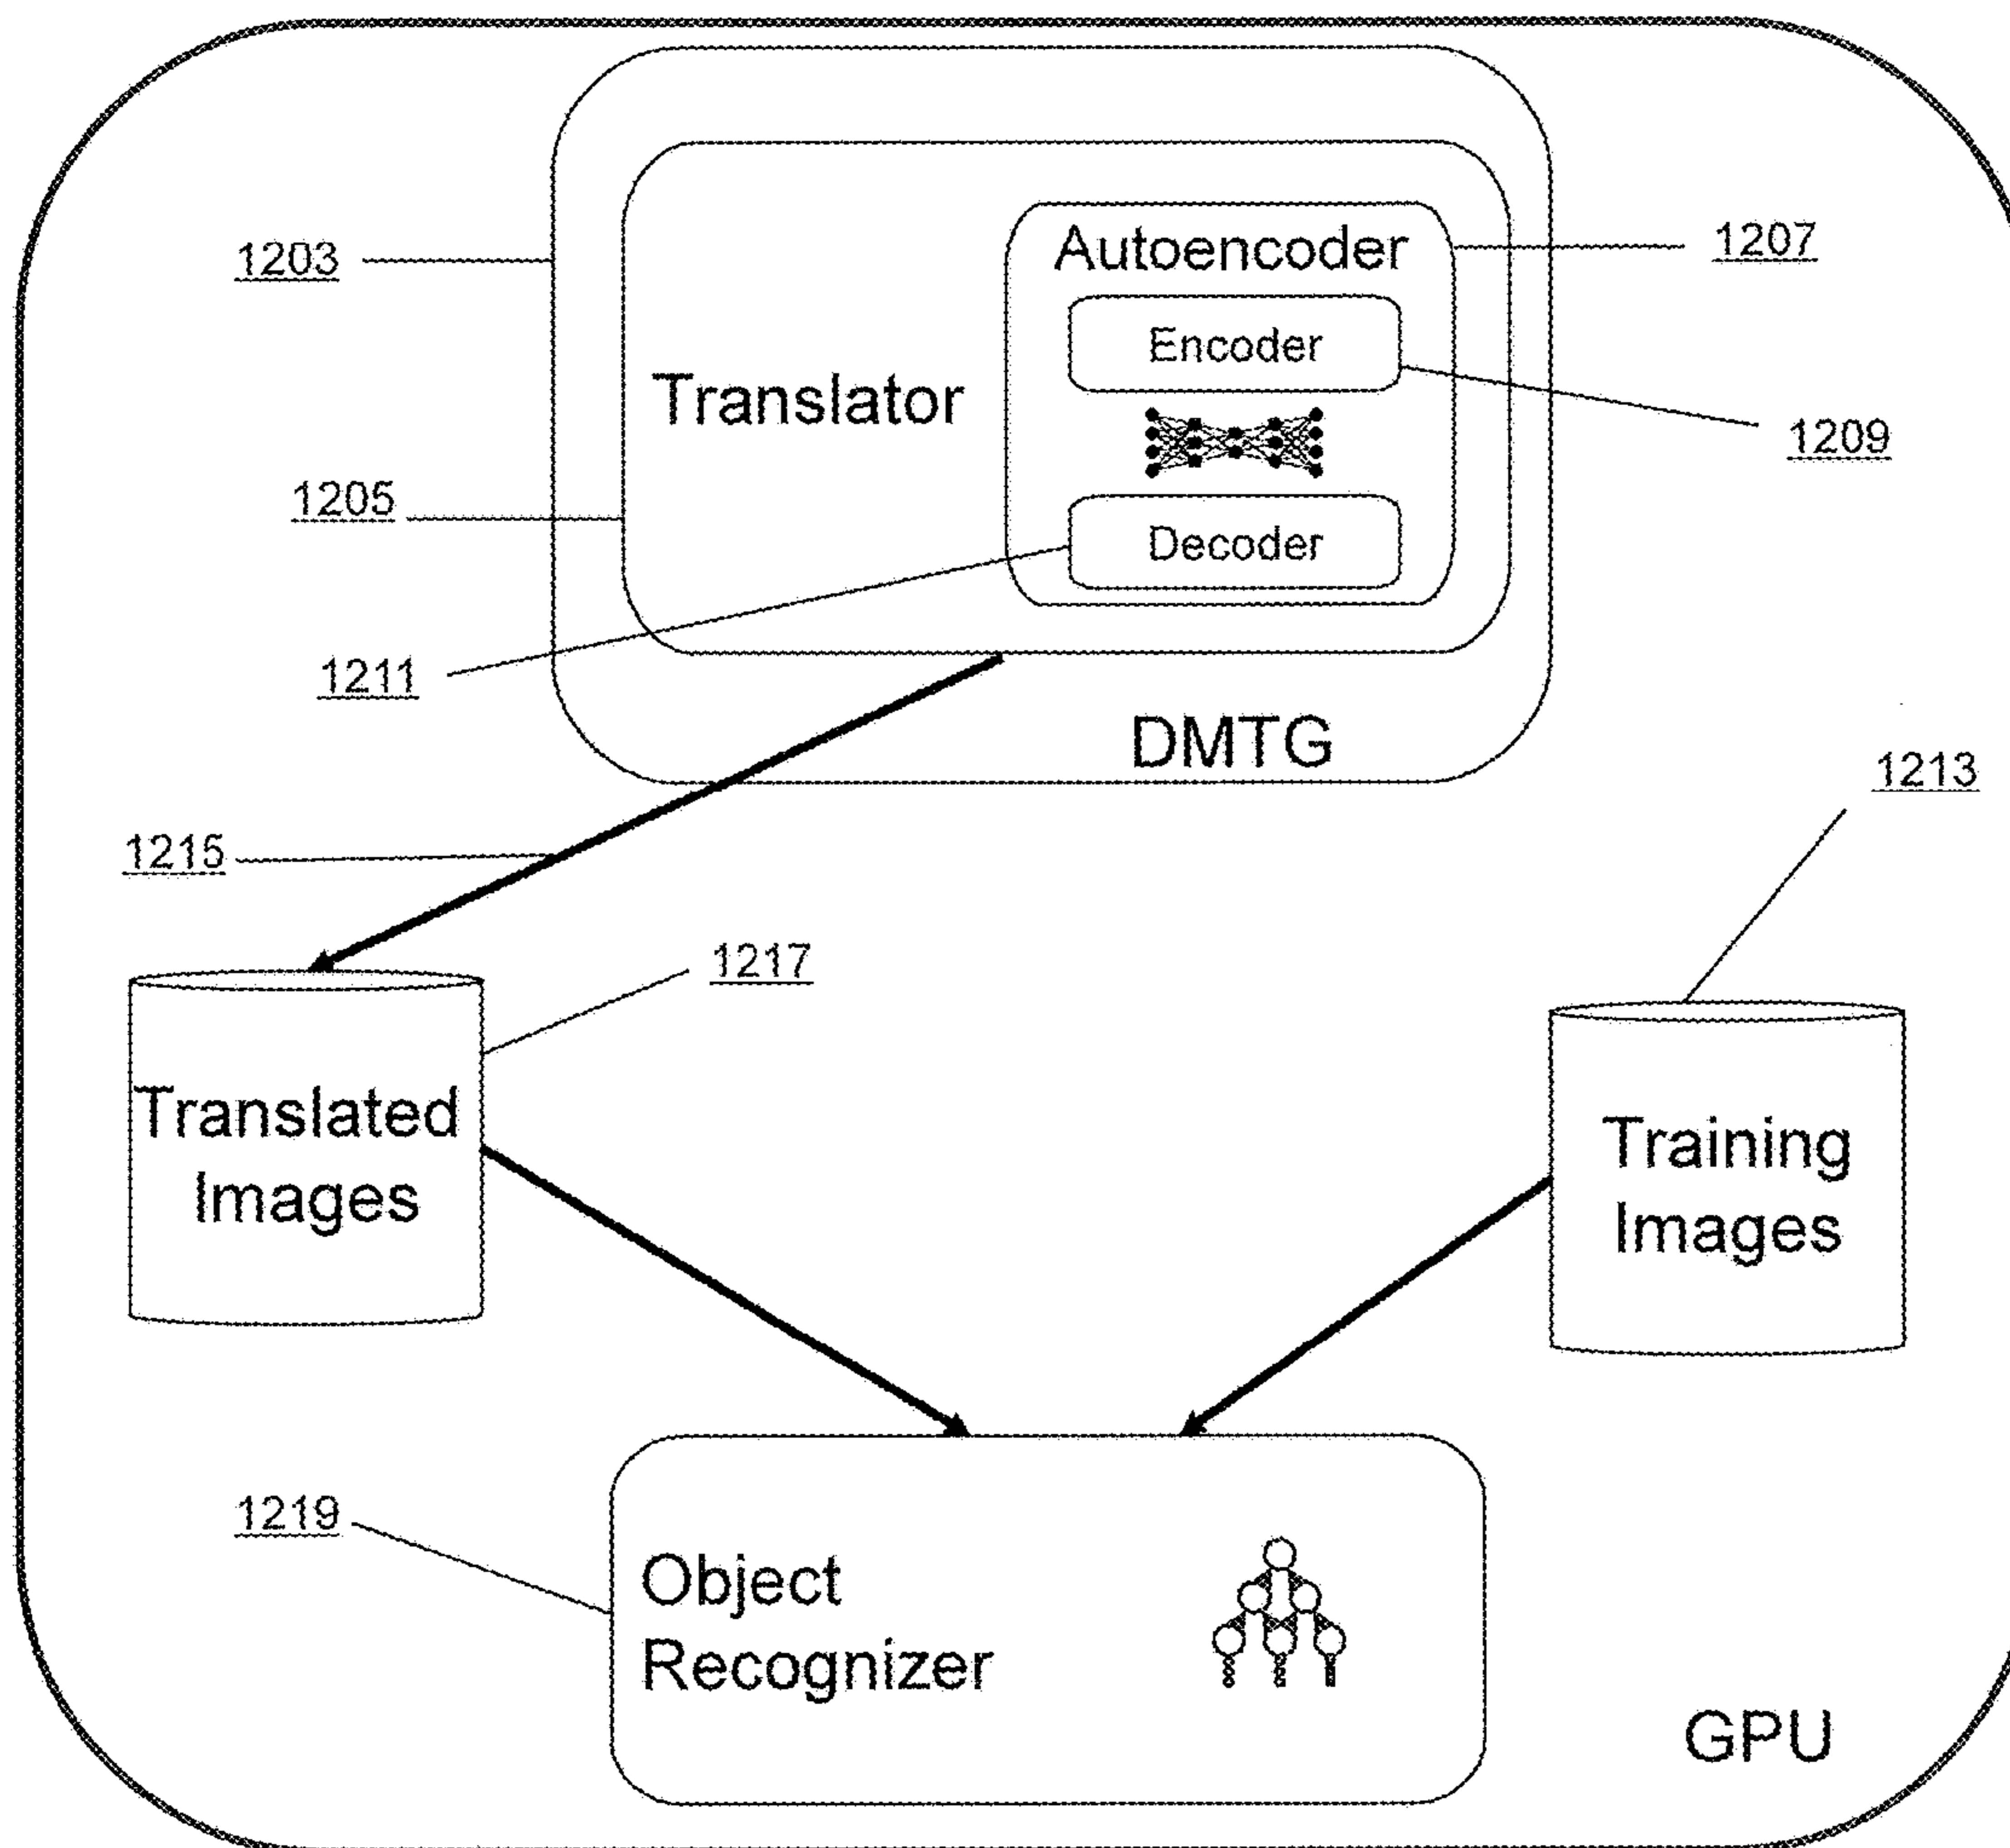 1203
Autoencoder
1207
Encoder
Translator
1209
1205
Decoder
1211
DMTG
1213
1215
1217
Translated
Images
Training
Images
1219
Object
Recognizer
GPU